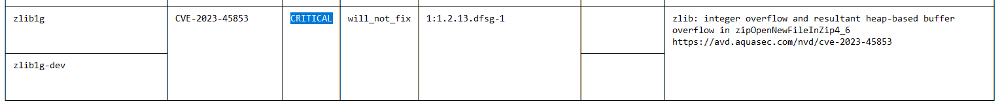 zlib1g CVE-2023-45853 CRITICAL will_not_fix 1:1.2.13.dfsg-1 zlib: integer overflow and resultant heap-based buffer
overflow in zipOpenNewFileInZip4_6
https://avd.aquasec.com/nvd/cve-2023-45853
zlib1g-dev